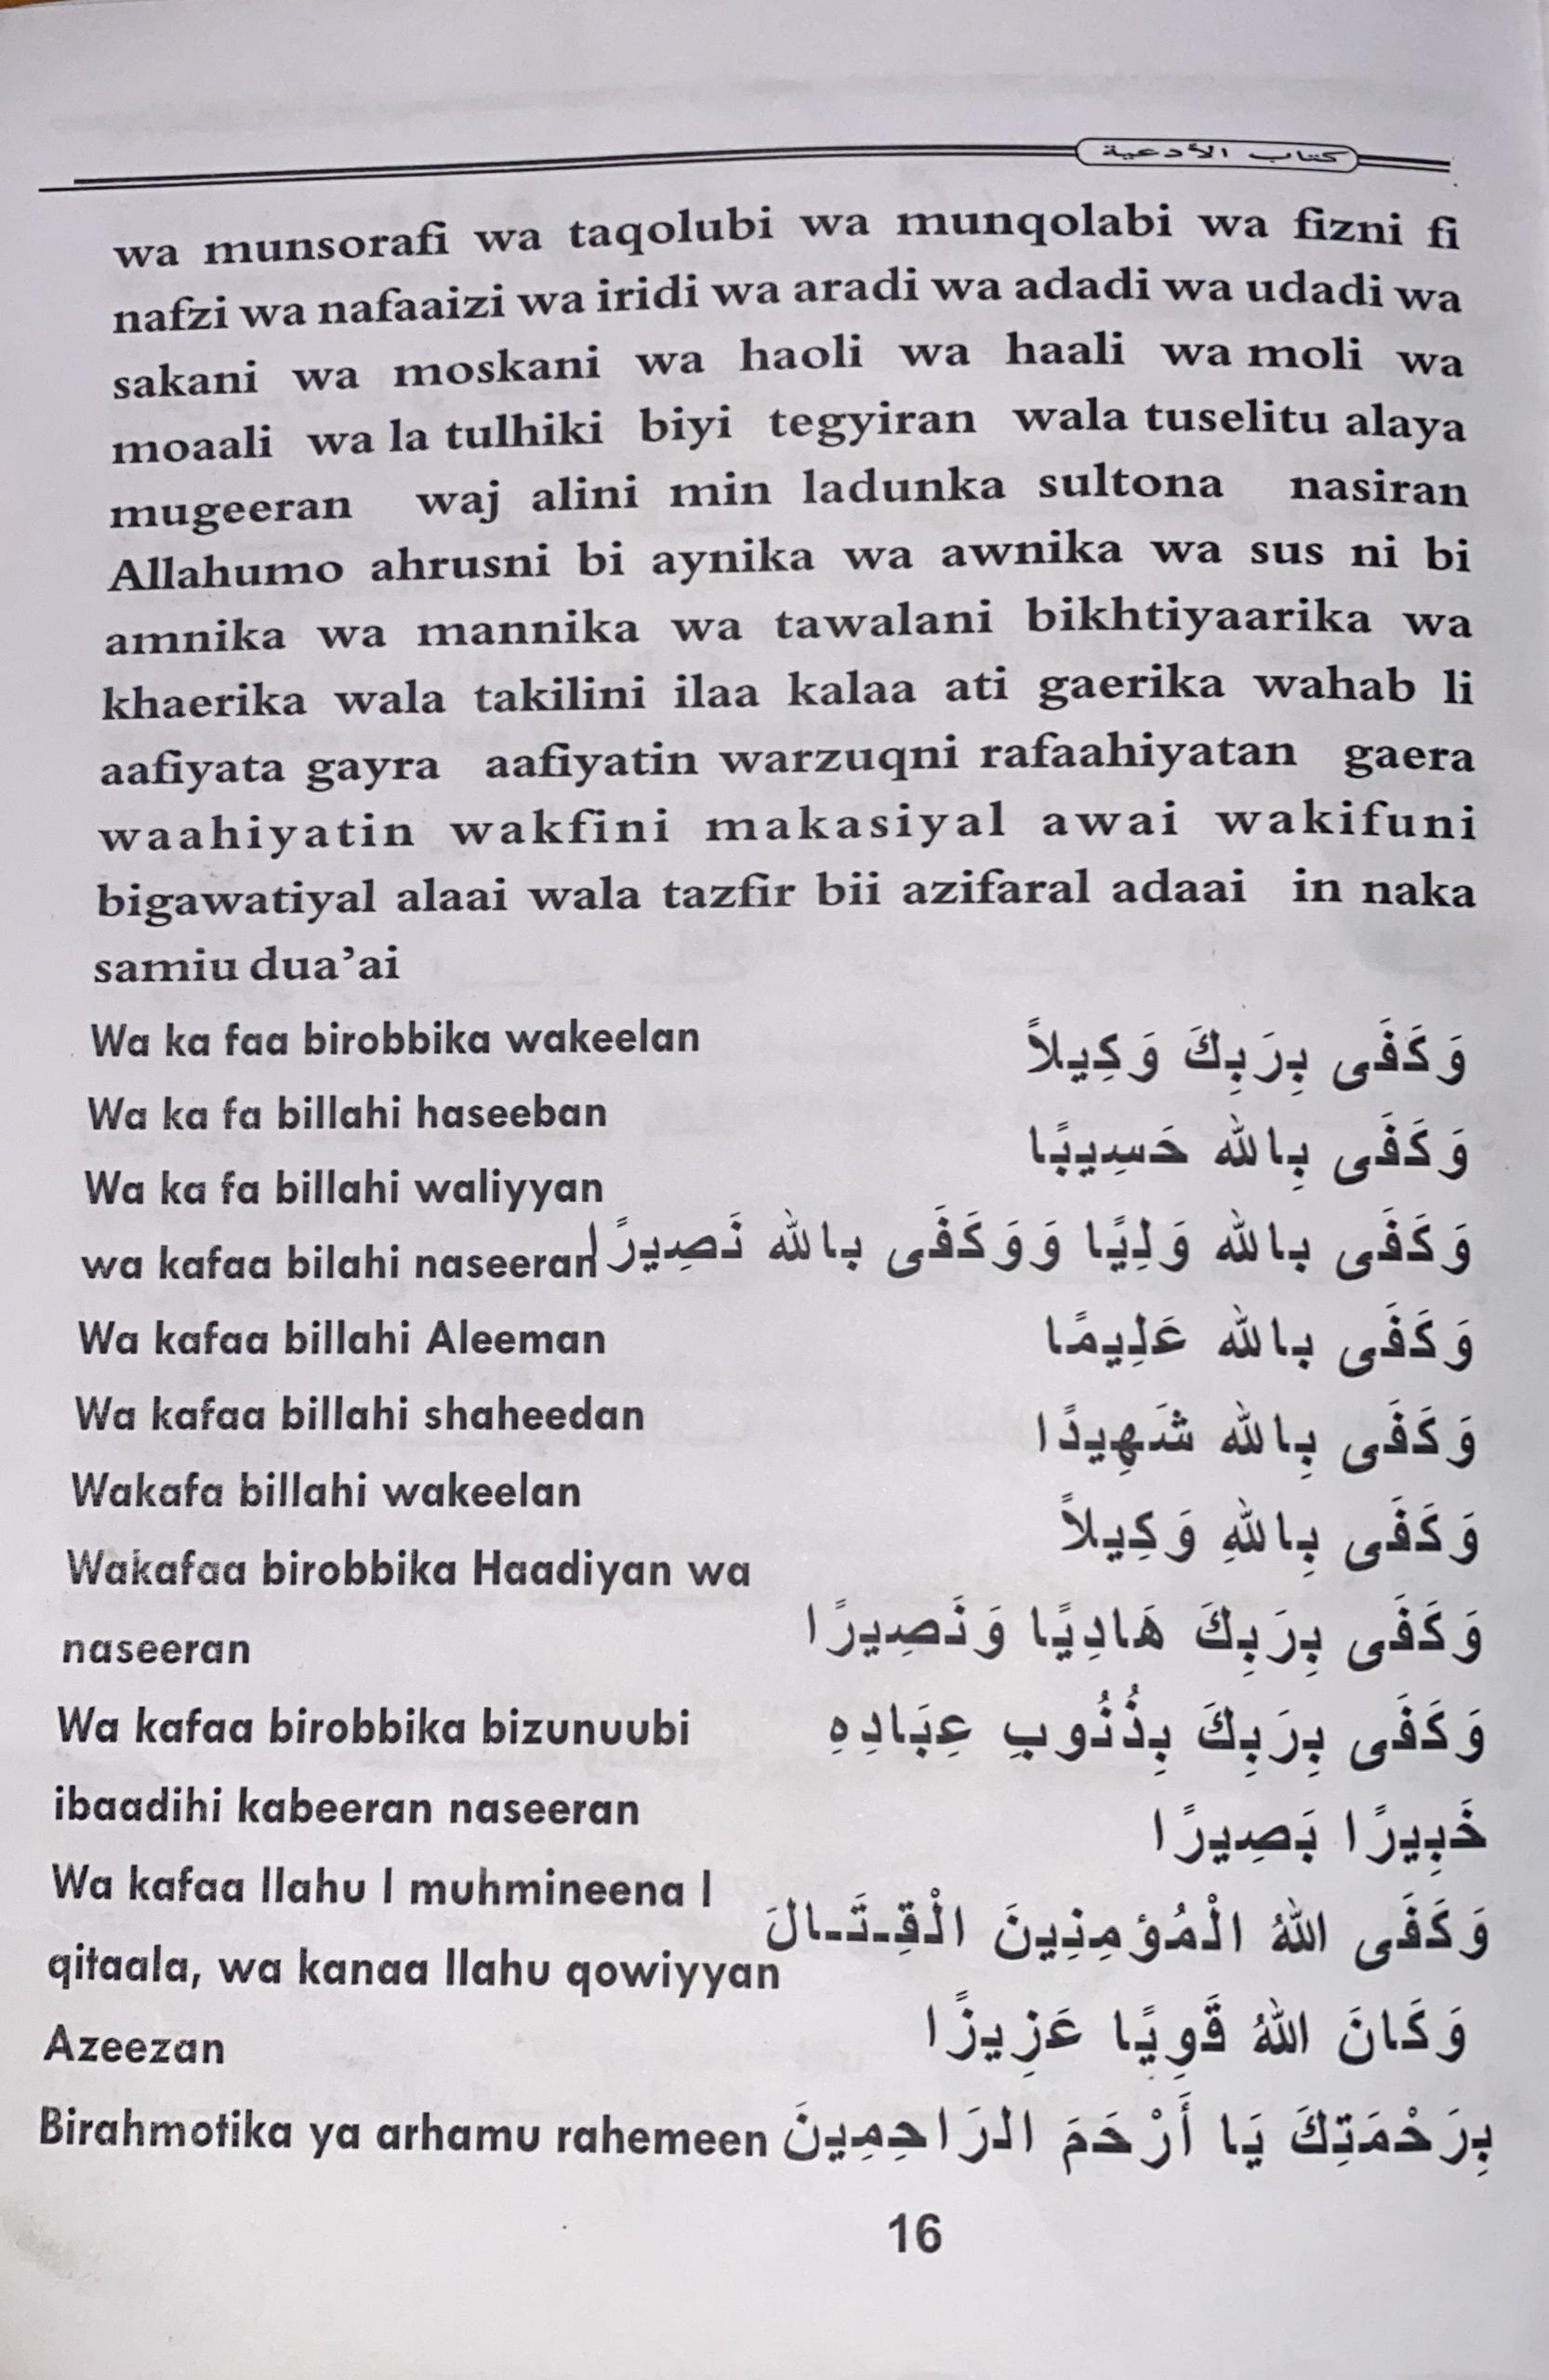 كتاب الأدعية
wa munsorafi wa taqolubi wa munqolabi wa fizni fi
nafzi wa nafaaizi wa iridi wa aradi wa adadi wa udadi wa
sakani wa moskani wa haoli wa haali wa moli wa
moaali wa la tulhiki biyi tegyiran wala tuselitu alaya
mugeeran waj alini min ladunka sultona nasiran
Allahumo ahrusni bi aynika wa awnika wa sus ni bi
amnika wa mannika wa tawalani bikhtiyaarika wa
khaerika wala takilini ilaa kalaa ati gaerika wahab li
aafiyata gayra aafiyatin warzuqni rafaahiyatan gaera
waahiyatin wakfini makasiyal awai wakifuni
bigawatiyal alaai wala tazfir bii azifaral adaai in naka
samiu dua’ai
Wa ka faa birobbika wakeelan
وَكَفَى بِرَبِكَ وَكِيلاً
Wa ka fa billahi haseeban
وَكَفَى بِالله حَسِيبًا
Wa ka fa billahi waliyyan
wa kafaa bilahi naseeran
وَكَفَى بالله وَلِيًا وَوَكَفَى بالله نَصِيرًا
Wa kafaa billahi Aleeman
وَكَفَى بالله عَلِيمًا
Wa kafaa billahi shaheedan
وَكَفَى بِالله شَهِيدًا
Wakafa billahi wakeelan
وَكَفَى بِاللهِ وَكِيلاً
Wakafaa birobbika Haadiyan wa
naseeran
وَكَفَى بِرَبِكَ هَادِيًا وَنَصِيرًا
Wa kafaa birobbika bizunuubi
وَكَفَى بِرَبِكَ بِذُنُوبِ عِبَادِهِ
ibaadihi kabeeran naseeran
خَبِيرًا بَصِيرًا
Wa kafaa llahu l muhmineena l
وَكَفَى اللهُ الْمُؤمِنِينَ الْقِـتَـالَ
qitaala, wa kanaa llahu qowiyyan
Azeezan
وَكَانَ اللهُ قَوِيًا عَزِيزًا
Birahmotika ya arhamu rahemeen
بِرَحْمَتِكَ يَا أَرْحَمَ الرَاحِمِينَ
16